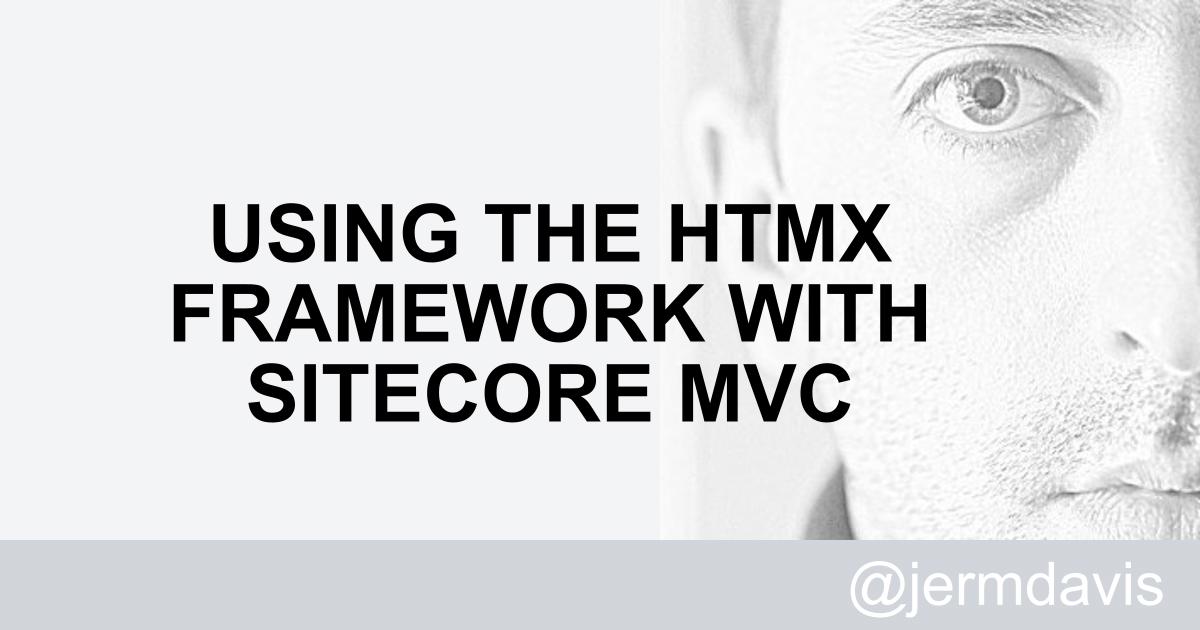 USING THE HTMX
FRAMEWORK WITH
SITECORE MVC
@jermdavis